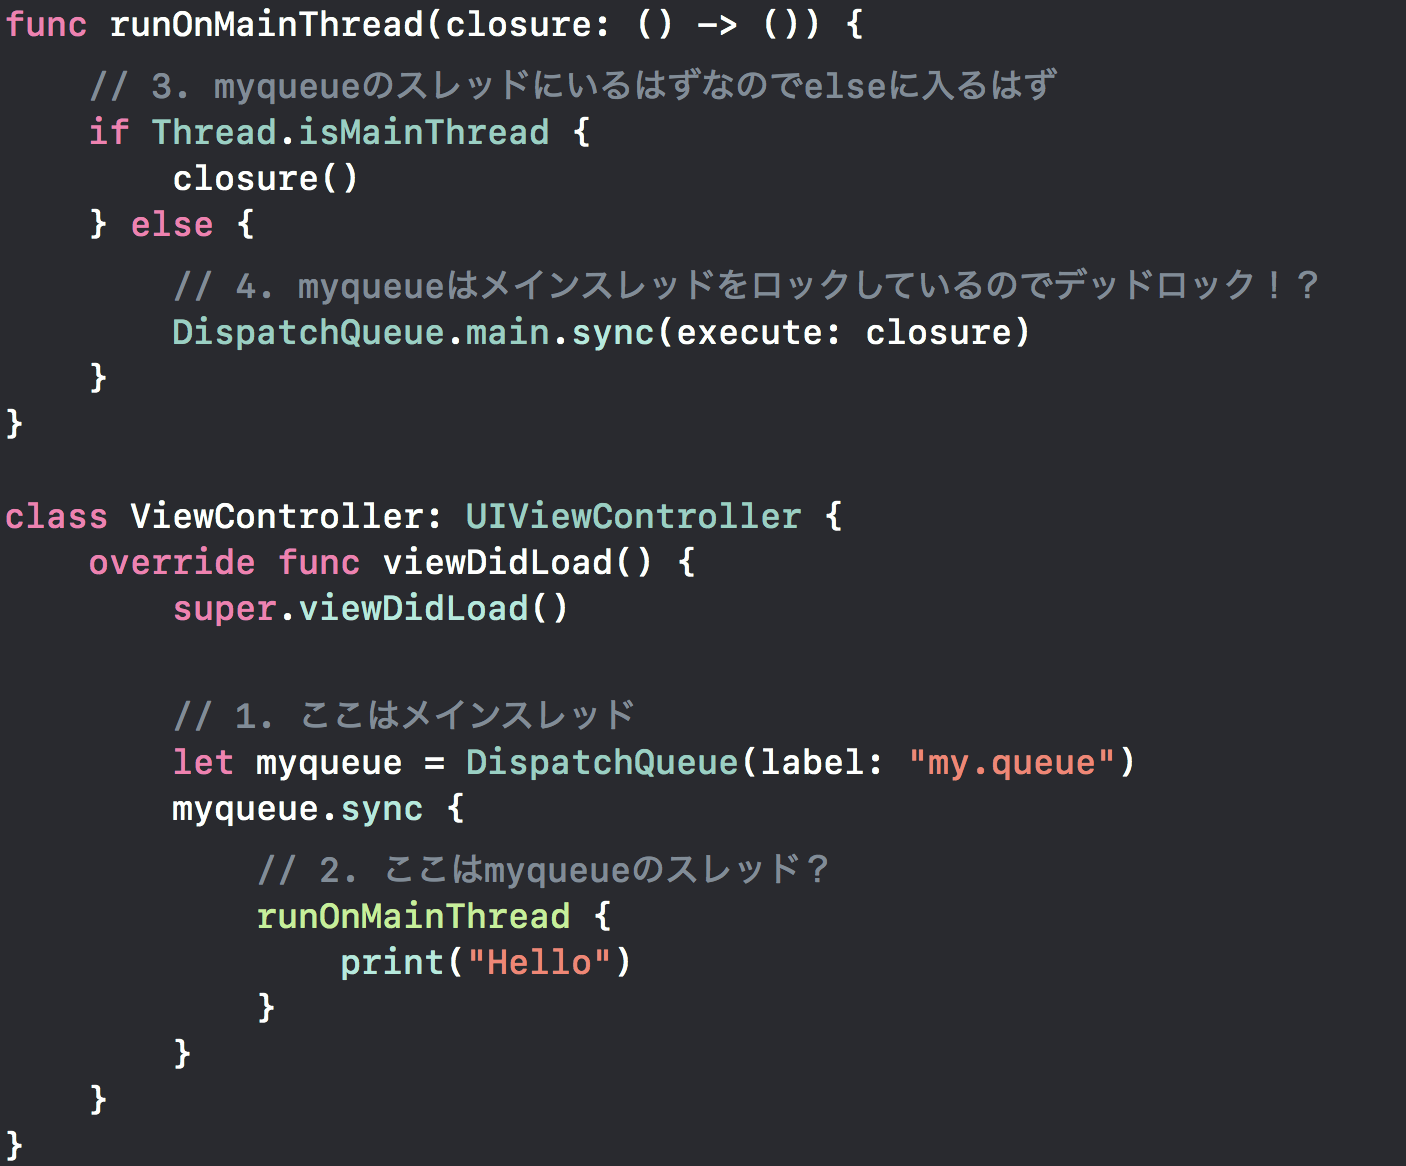 func runOnMainThread(closure: () -> ()) {
    // 3. myqueueのスレッドにいるはずなのでelseに入るはず
    if Thread.isMainThread {
        closure()
    } else {
        // 4. myqueueはメインスレッドをロックしているのでデッドロック！？
        DispatchQueue.main.sync(execute: closure)
    }
}

class ViewController: UIViewController {
    override func viewDidLoad() {
        super.viewDidLoad()

        // 1. ここはメインスレッド
        let myqueue = DispatchQueue(label: "my.queue")
        myqueue.sync {
            // 2. ここはmyqueueのスレッド？
            runOnMainThread {
                print("Hello")
            }
        }
    }
}